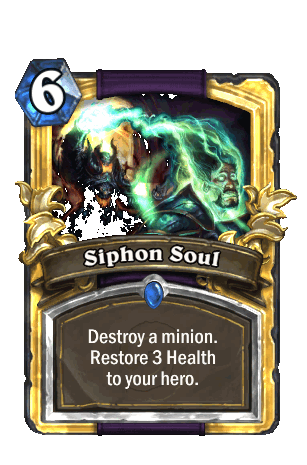 6
Siphon Soul
Destroy a minion.
Restore 3 Health
to your hero.